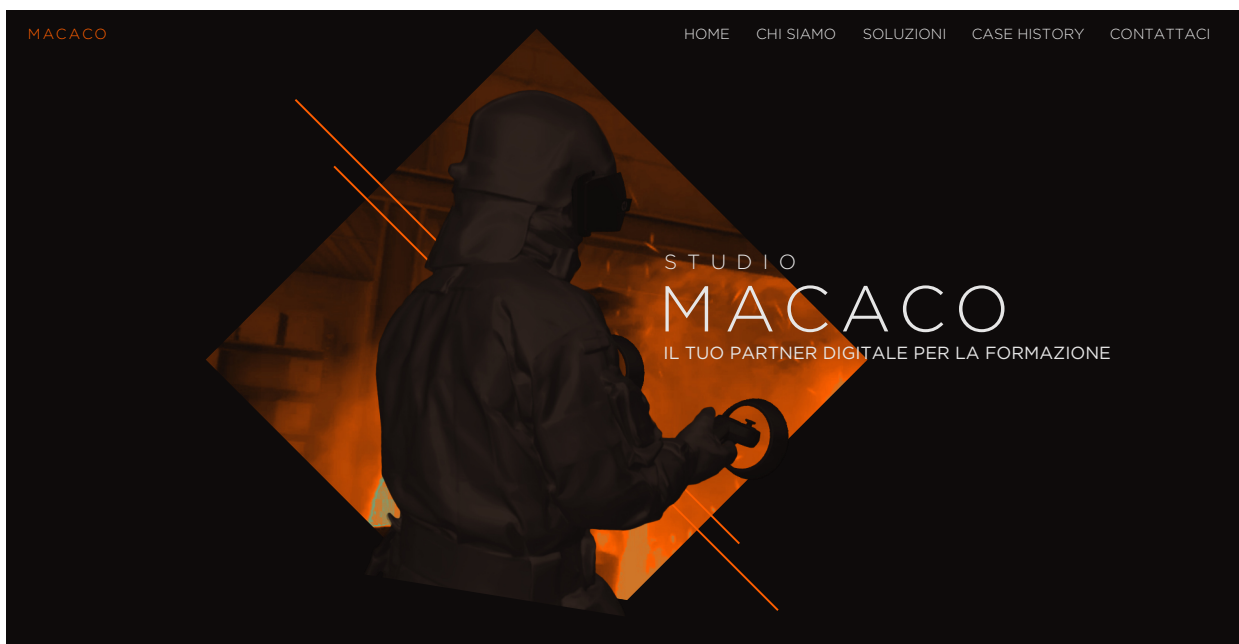 MACACO
HOME CHI SIAMO SOLUZIONI CASE HISTORY CONTATTACI
STUDIO
MACACO
IL TUO PARTNER DIGITALE PER LA FORMAZIONE